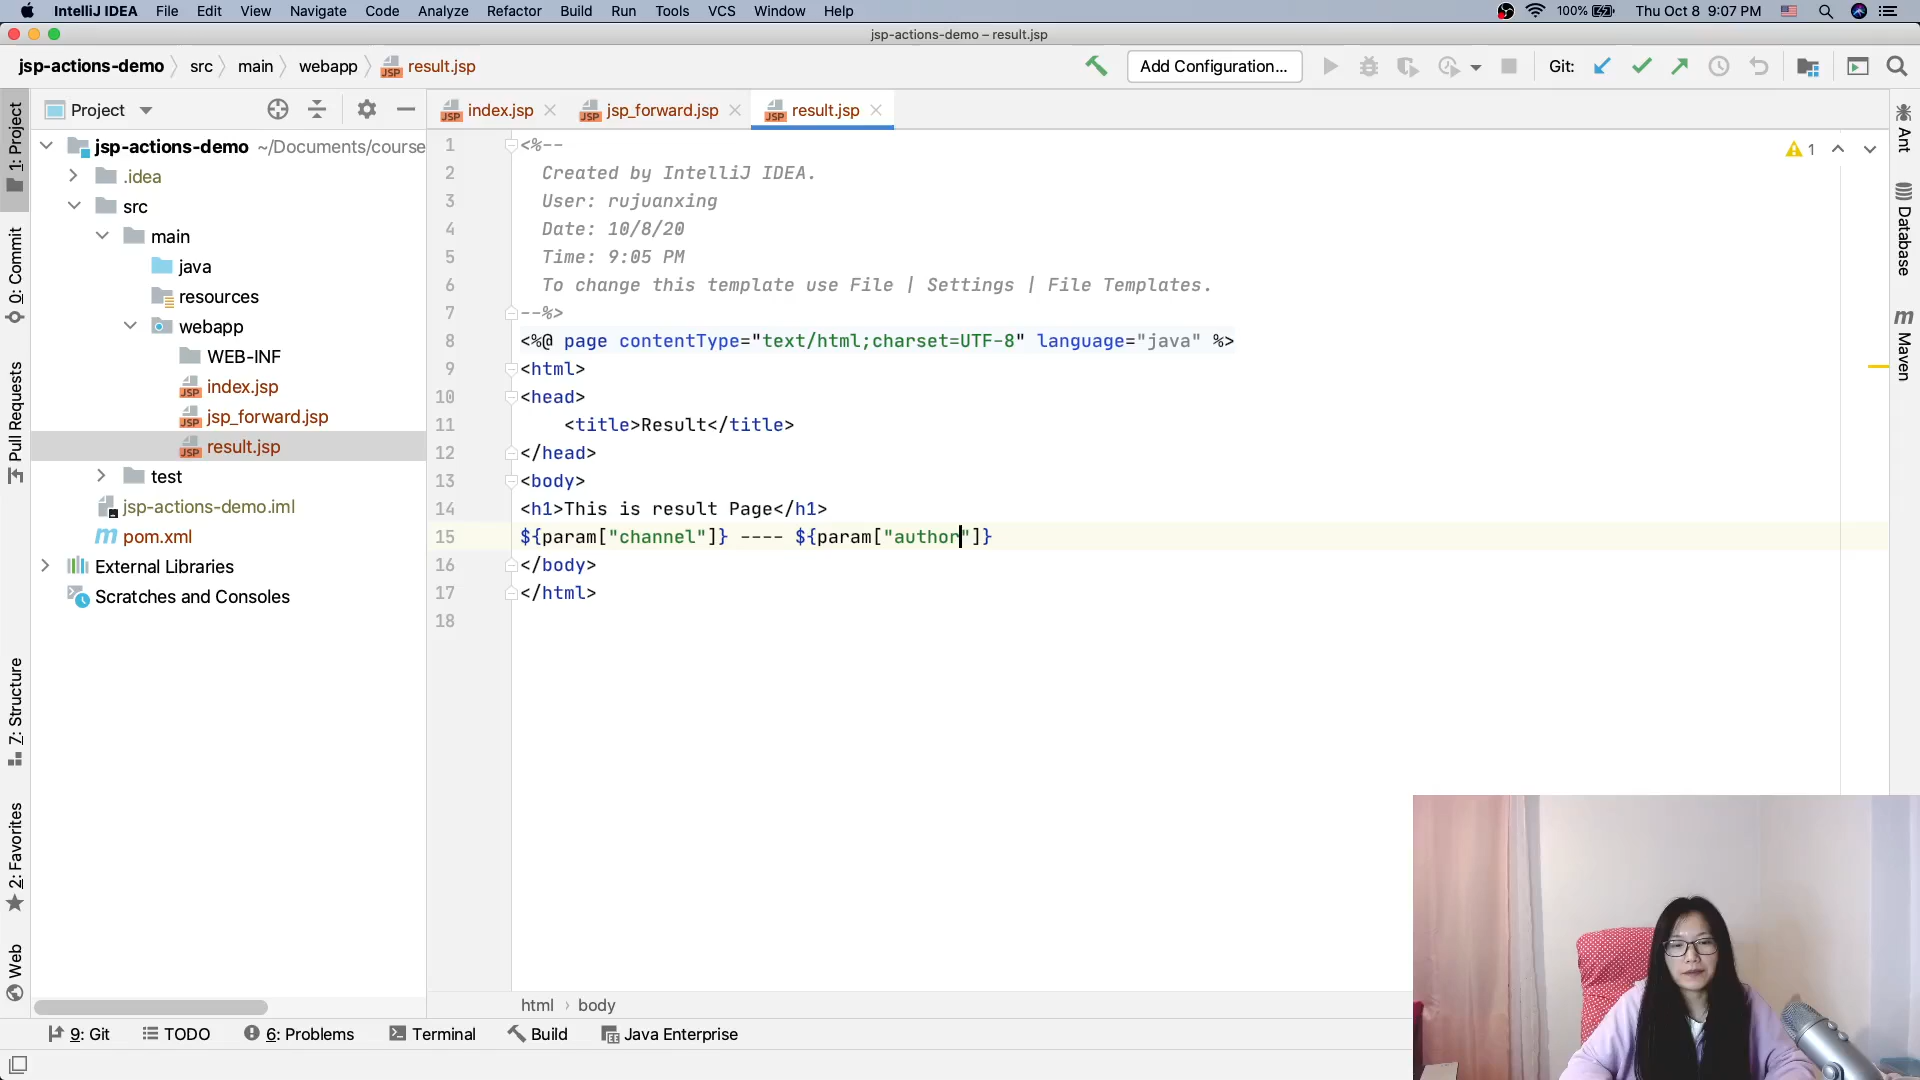 IntelliJ IDEA File Edit View Navigate Code Analyze Refactor Build Run Tools VCS Window Help 100% Thu Oct 8 9:07 PM
jsp-actions-demo – result.jsp
jsp-actions-demo src main webapp JSP result.jsp Add Configuration... Git:
Project
JSP index.jsp JSP jsp_forward.jsp JSP result.jsp
1: Project
0: Commit
Pull Requests
7: Structure
2: Favorites
Web
jsp-actions-demo ~/Documents/course
.idea
src
main
java
resources
webapp
WEB-INF
JSP index.jsp
JSP jsp_forward.jsp
JSP result.jsp
test
jsp-actions-demo.iml
m pom.xml
External Libraries
Scratches and Consoles
1 <%--
2 Created by IntelliJ IDEA.
3 User: rujuanxing
4 Date: 10/8/20
5 Time: 9:05 PM
6 To change this template use File | Settings | File Templates.
7 --%>
8 <%@ page contentType="text/html;charset=UTF-8" language="java" %>
9 <html>
10 <head>
11 <title>Result</title>
12 </head>
13 <body>
14 <h1>This is result Page</h1>
15 ${param["channel"]} ---- ${param["author"]}
16 </body>
17 </html>
18
1
Ant
Database
m Maven
html › body
9: Git TODO 6: Problems Terminal Build Java Enterprise